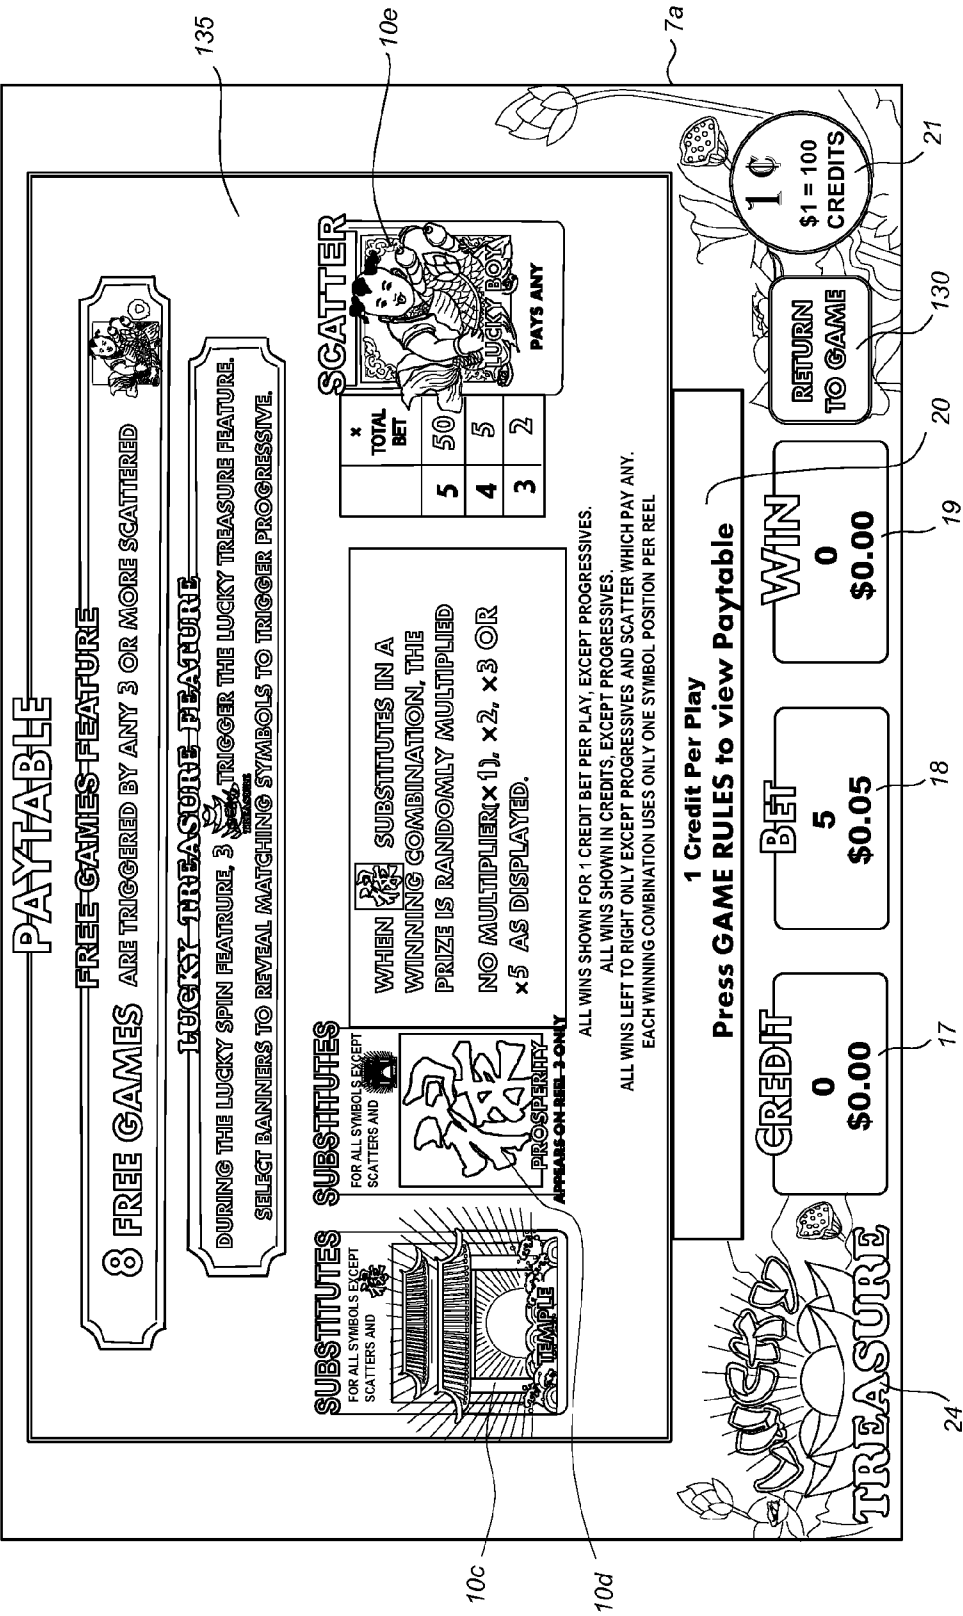 PAYTABLE
FREE GAMES FEATURE
8 FREE GAMES ARE TRIGGERED BY ANY 3 OR MORE SCATTERED
LUCKY TREASURE FEATURE
DURING THE LUCKY SPIN FEATRURE, 3 TREASURE TRIGGER THE LUCKY TREASURE FEATURE.
SELECT BANNERS TO REVEAL MATCHING SYMBOLS TO TRIGGER PROGRESSIVE.
SUBSTITUTES
FOR ALL SYMBOLS EXCEPT
SCATTERS AND
TEMPLE
SUBSTITUTES
FOR ALL SYMBOLS EXCEPT
SCATTERS AND
PROSPERITY
APPEARS ON REEL 3 ONLY
WHEN SUBSTITUTES IN A
WINNING COMBINATION, THE
PRIZE IS RANDOMLY MULTIPLIED
NO MULTIPLIER(×1), ×2, ×3 OR
×5 AS DISPLAYED.
×
TOTAL
BET
5 50
4 5
3 2
SCATTER
LUCKY BOY
PAYS ANY
ALL WINS SHOWN FOR 1 CREDIT BET PER PLAY, EXCEPT PROGRESSIVES.
ALL WINS SHOWN IN CREDITS, EXCEPT PROGRESSIVES.
ALL WINS LEFT TO RIGHT ONLY EXCEPT PROGRESSIVES AND SCATTER WHICH PAY ANY.
EACH WINNING COMBINATION USES ONLY ONE SYMBOL POSITION PER REEL
1 Credit Per Play
Press GAME RULES to view Paytable
LUCKY
TREASURE
CREDIT
0
$0.00
BET
5
$0.05
WIN
0
$0.00
RETURN
TO GAME
1¢
$1 = 100
CREDITS
135
10e
7a
21
130
20
19
18
17
24
10c
10d